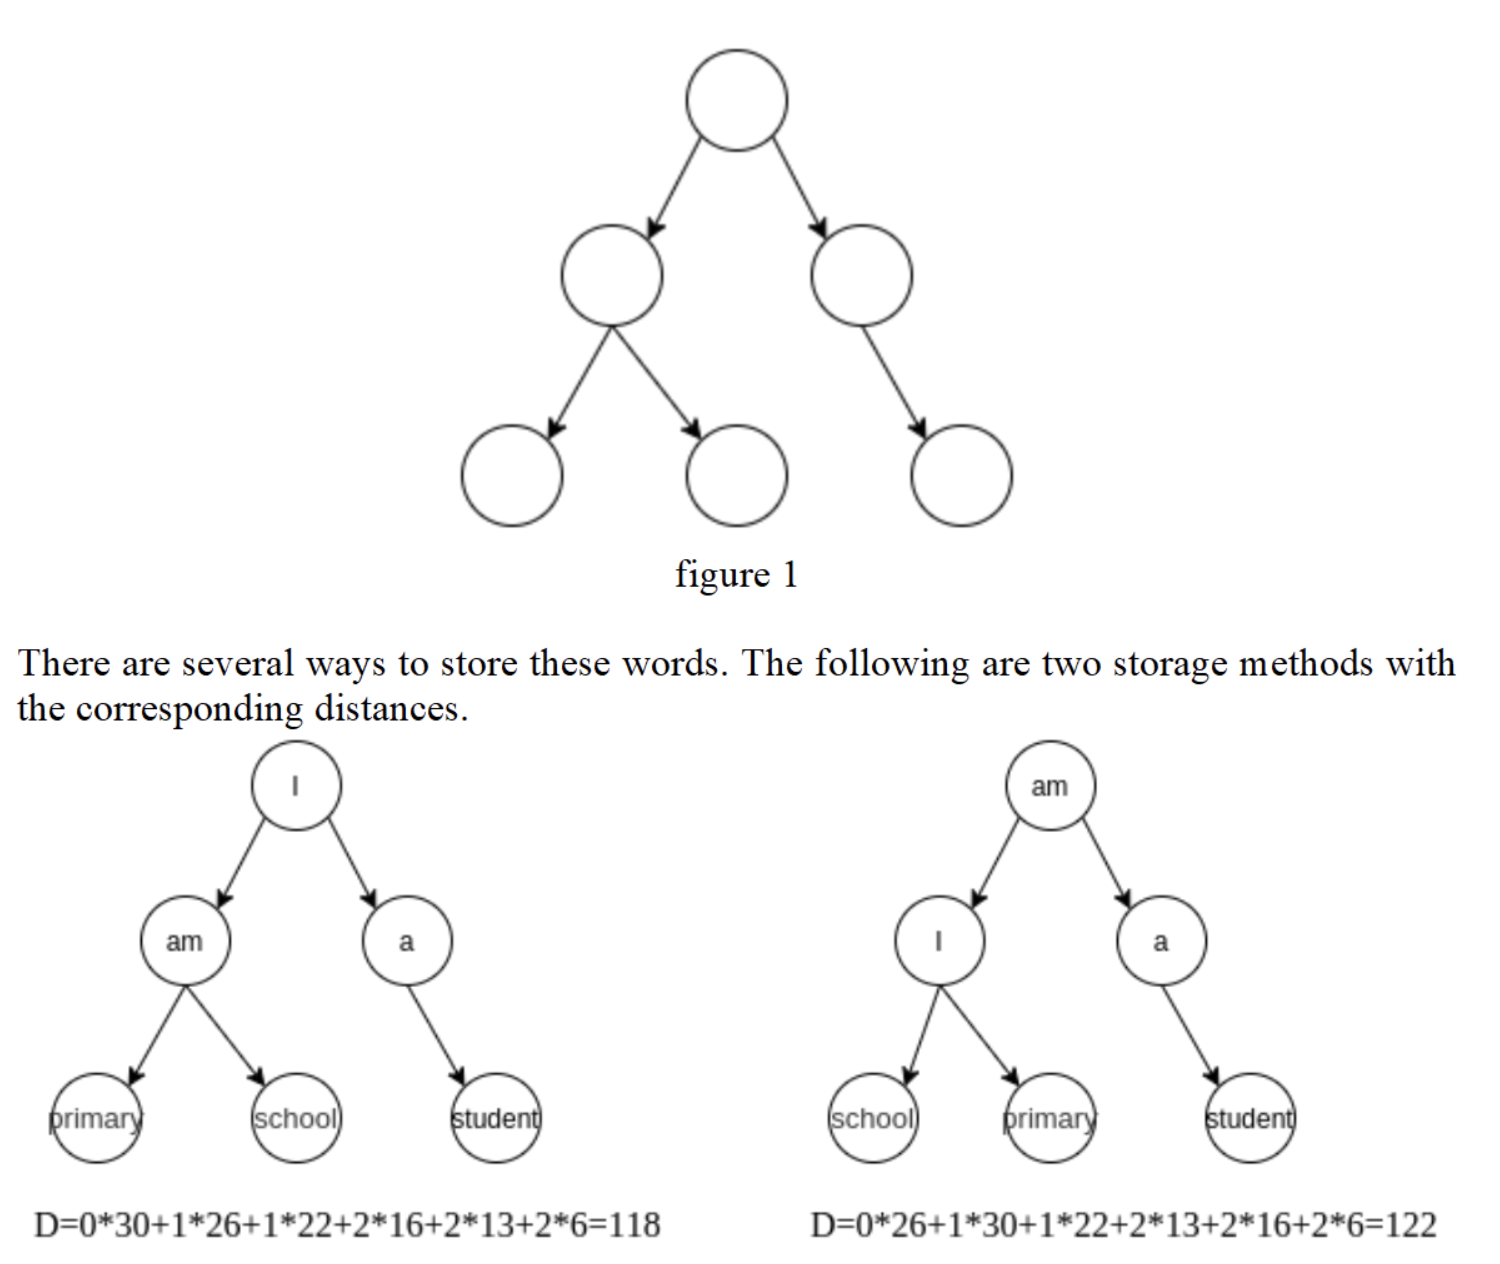 figure 1
There are several ways to store these words. The following are two storage methods with
the corresponding distances.
I
am
am
a
I
a
primary
school
student
school
primary
student
D=0*30+1*26+1*22+2*16+2*13+2*6=118
D=0*26+1*30+1*22+2*13+2*16+2*6=122